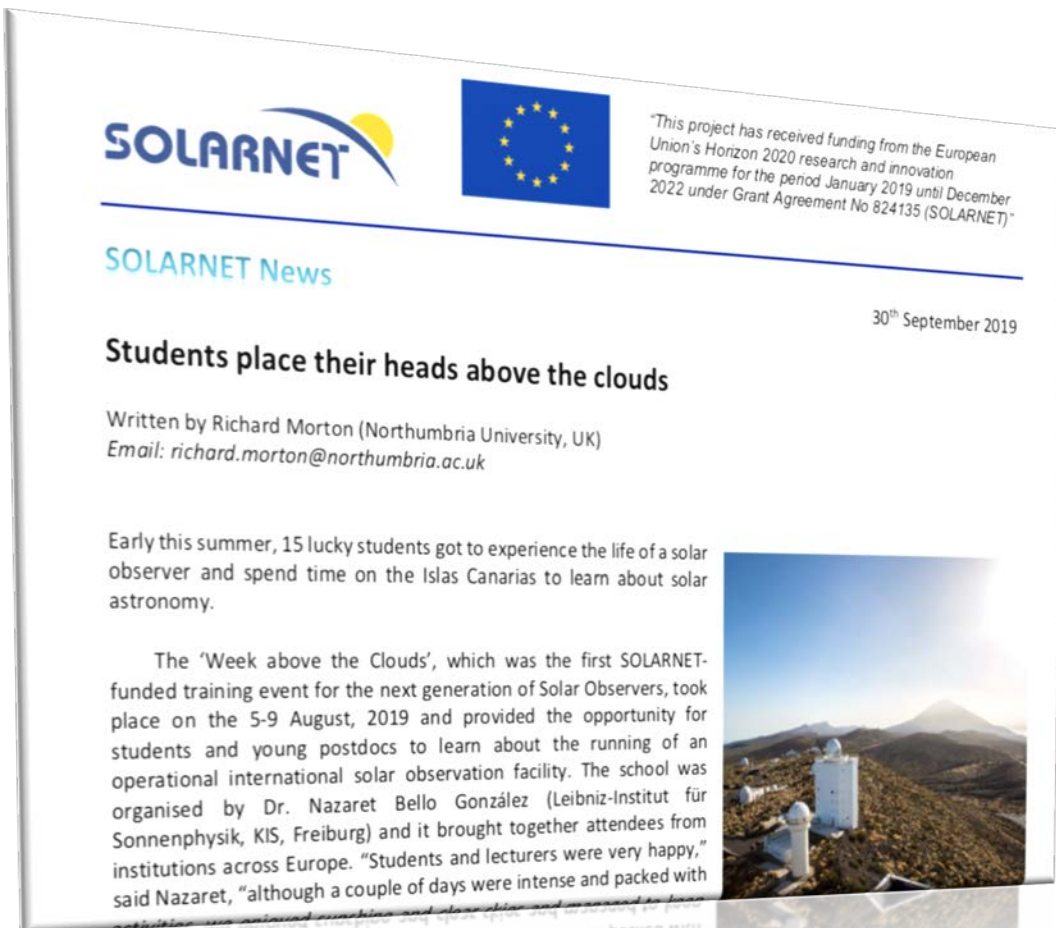 SOLARNET
"This project has received funding from the European
Union's Horizon 2020 research and innovation
programme for the period January 2019 until December
2022 under Grant Agreement No 824135 (SOLARNET)"
SOLARNET News
30th September 2019
Students place their heads above the clouds
Written by Richard Morton (Northumbria University, UK)
Email: richard.morton@northumbria.ac.uk
Early this summer, 15 lucky students got to experience the life of a solar
observer and spend time on the Islas Canarias to learn about solar
astronomy.
The 'Week above the Clouds', which was the first SOLARNET-
funded training event for the next generation of Solar Observers, took
place on the 5-9 August, 2019 and provided the opportunity for
students and young postdocs to learn about the running of an
operational international solar observation facility. The school was
organised by Dr. Nazaret Bello González (Leibniz-Institut für
Sonnenphysik, KIS, Freiburg) and it brought together attendees from
institutions across Europe. "Students and lecturers were very happy,"
said Nazaret, "although a couple of days were intense and packed with